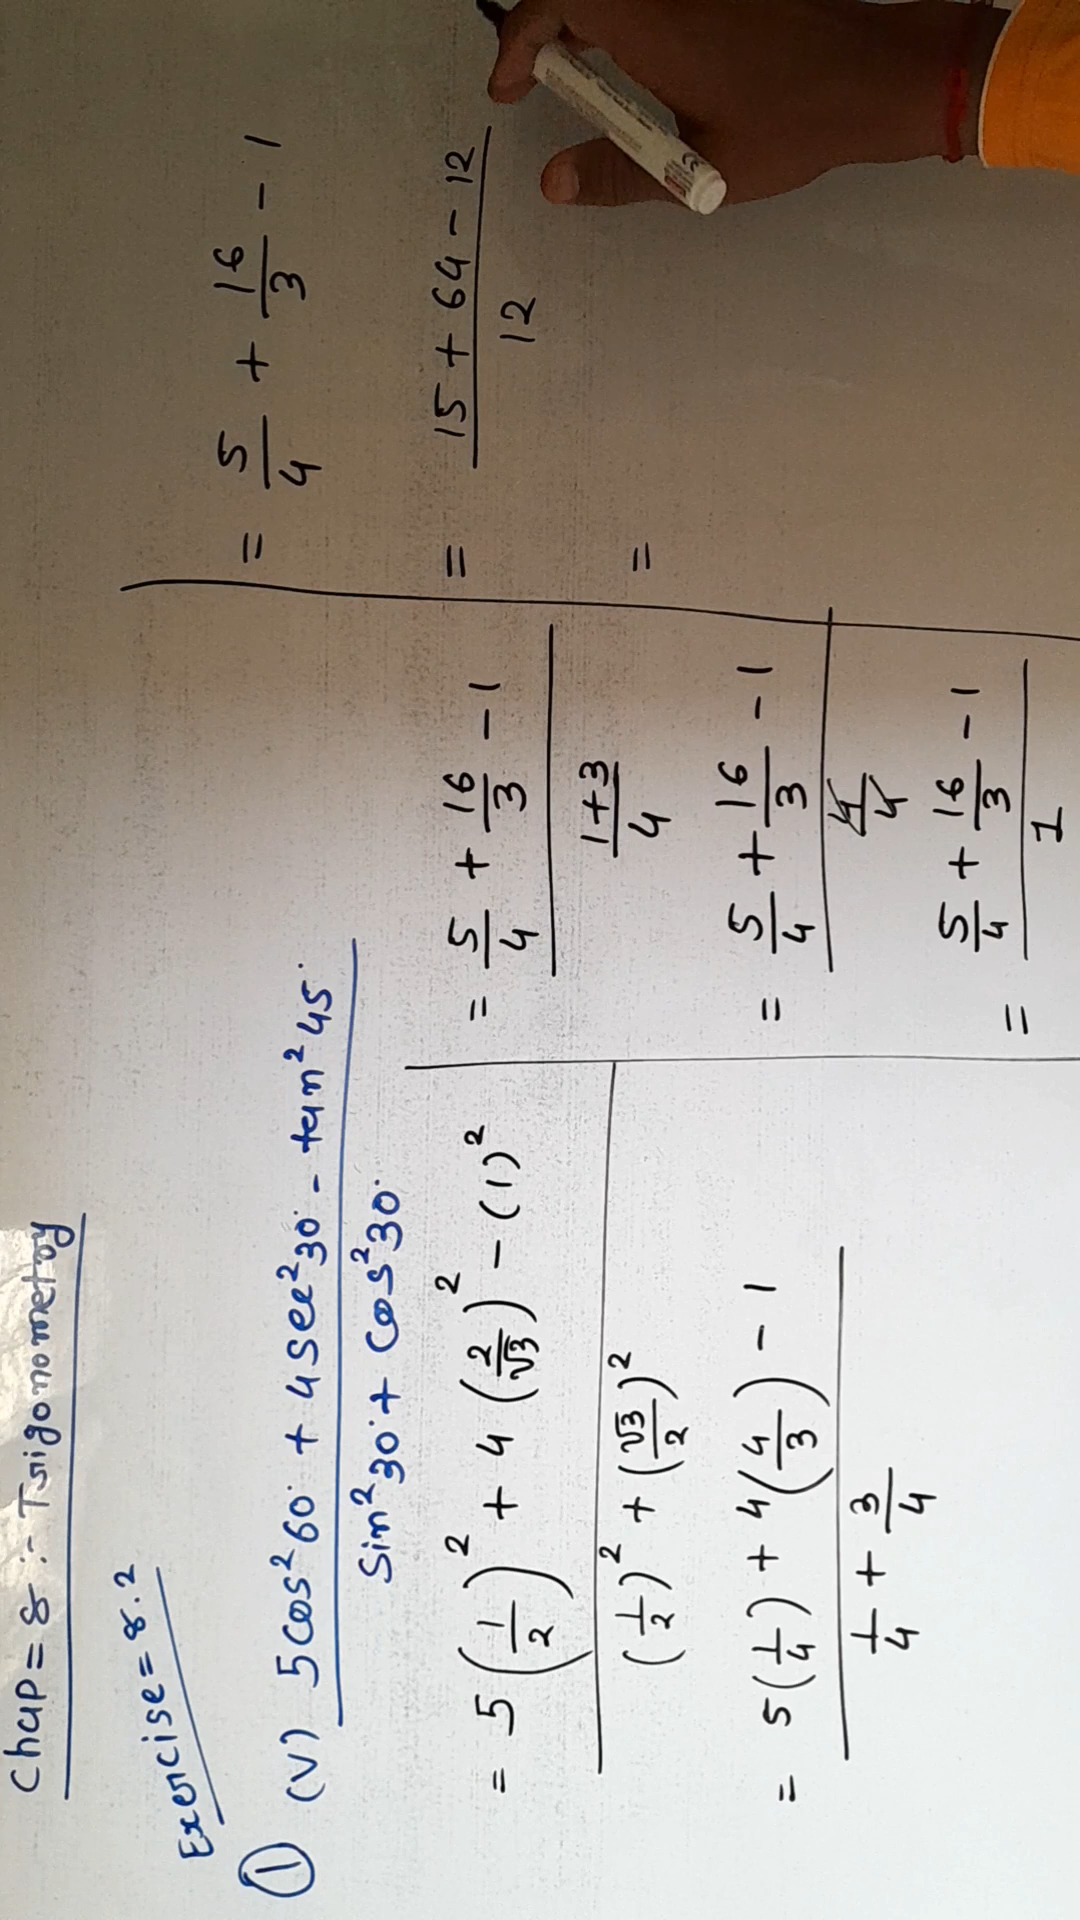 Chap = 8 :- Trigonometry
Exercise = 8.2
① (v) 5cos²60° + 4sec²30° - tan²45°
sin²30° + cos²30°
= 5(1/2)² + 4(2/√3)² - (1)²
(1/2)² + (√3/2)²
= 5(1/4) + 4(4/3) - 1
1/4 + 3/4
= 5/4 + 16/3 - 1
1+3/4
= 5/4 + 16/3 - 1
4/4
= 5/4 + 16/3 - 1
1
= 5/4 + 16/3 - 1
= 15 + 64 - 12
12
=